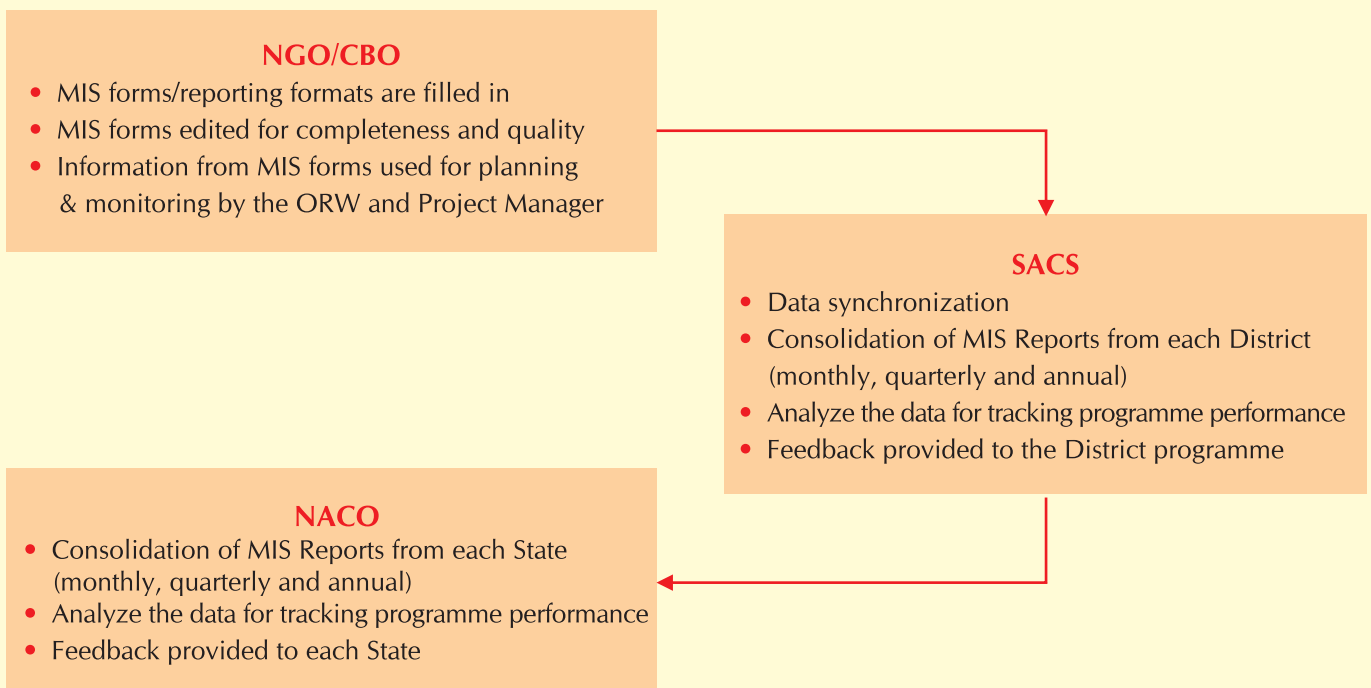 NGO/CBO
• MIS forms/reporting formats are filled in
• MIS forms edited for completeness and quality
• Information from MIS forms used for planning
& monitoring by the ORW and Project Manager
SACS
• Data synchronization
• Consolidation of MIS Reports from each District
(monthly, quarterly and annual)
• Analyze the data for tracking programme performance
• Feedback provided to the District programme
NACO
• Consolidation of MIS Reports from each State
(monthly, quarterly and annual)
• Analyze the data for tracking programme performance
• Feedback provided to each State